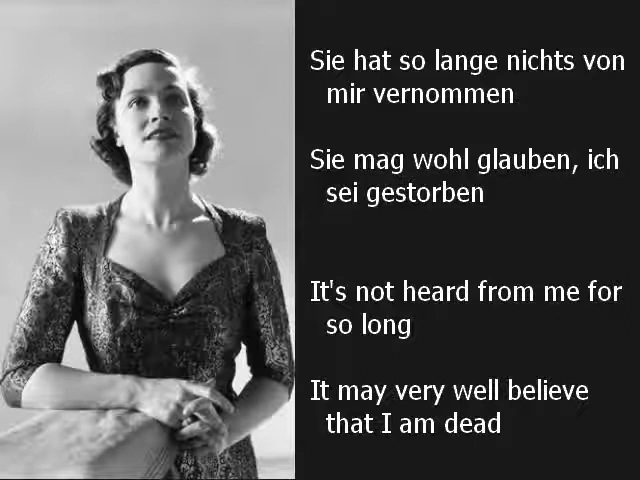 Sie hat so lange nichts von
mir vernommen
Sie mag wohl glauben, ich
sei gestorben
It's not heard from me for
so long
It may very well believe
that I am dead